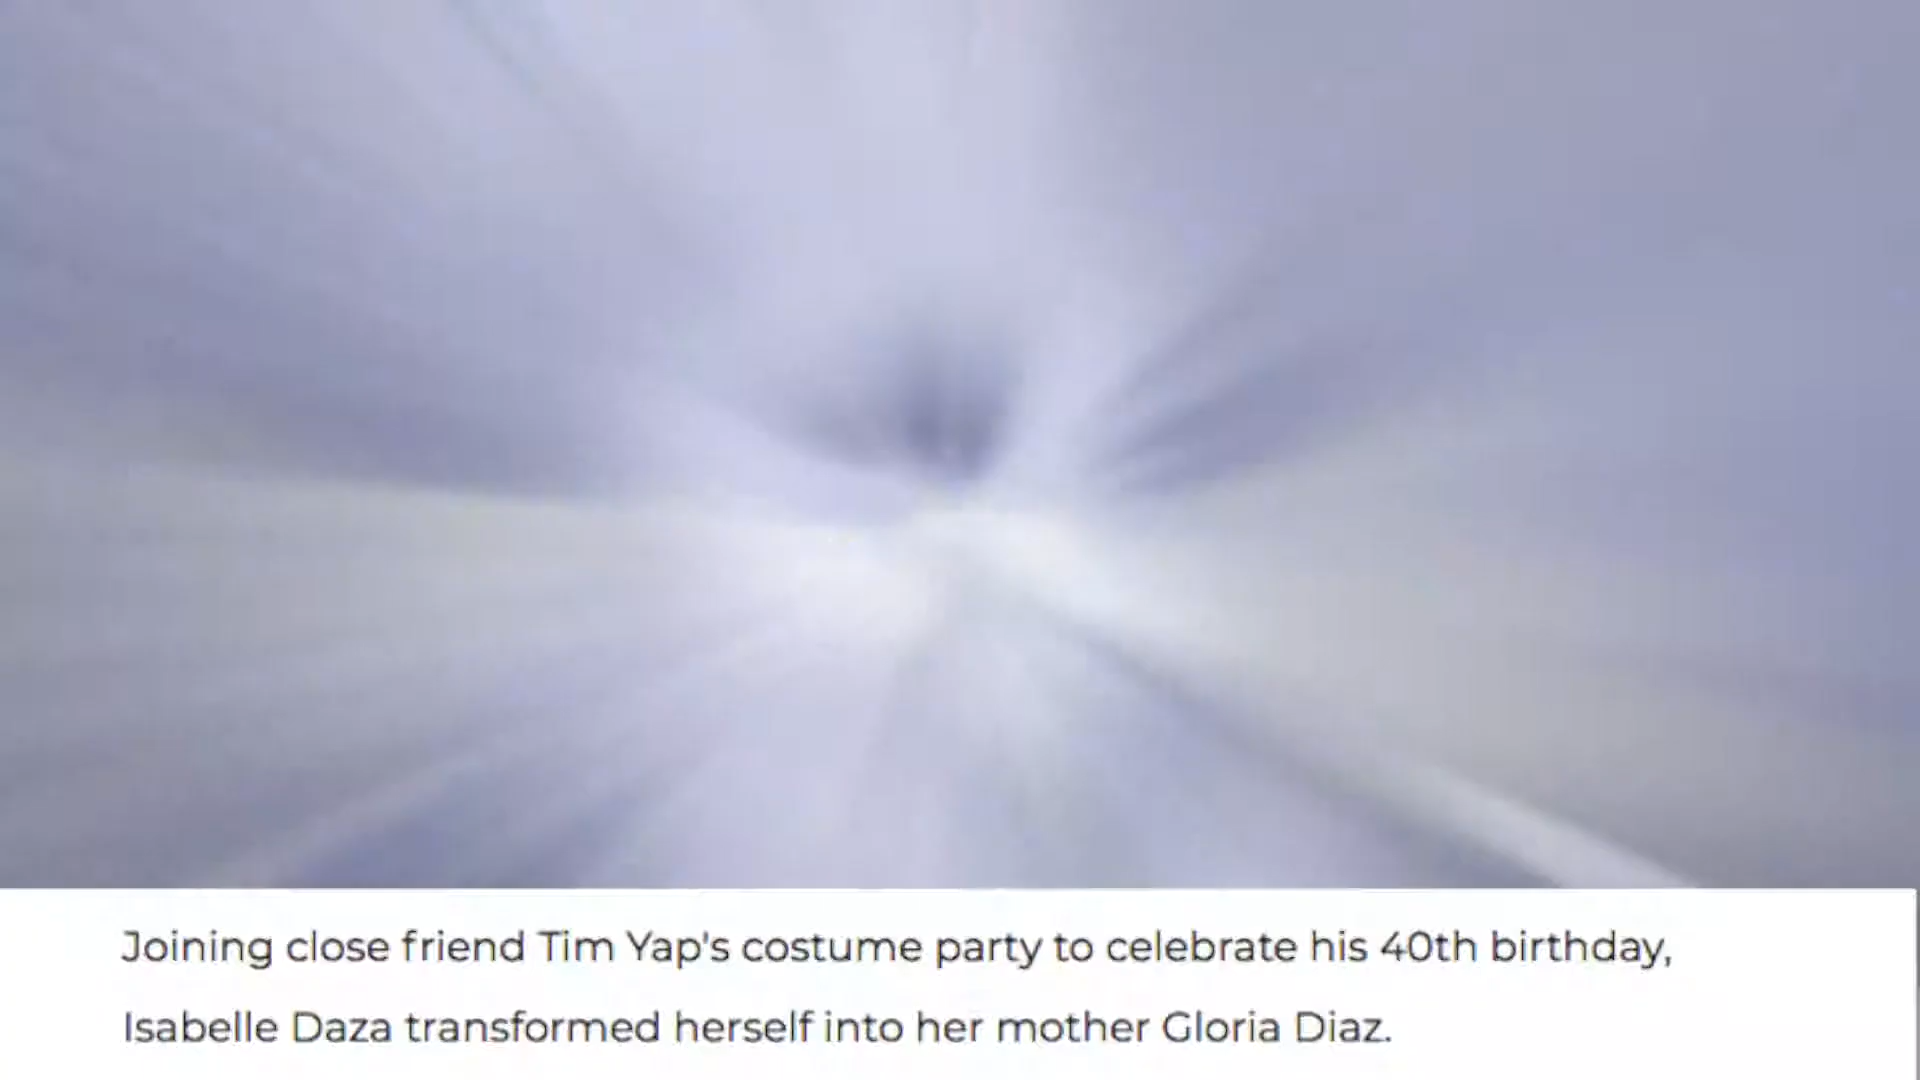 Joining close friend Tim Yap's costume party to celebrate his 40th birthday,
Isabelle Daza transformed herself into her mother Gloria Diaz.